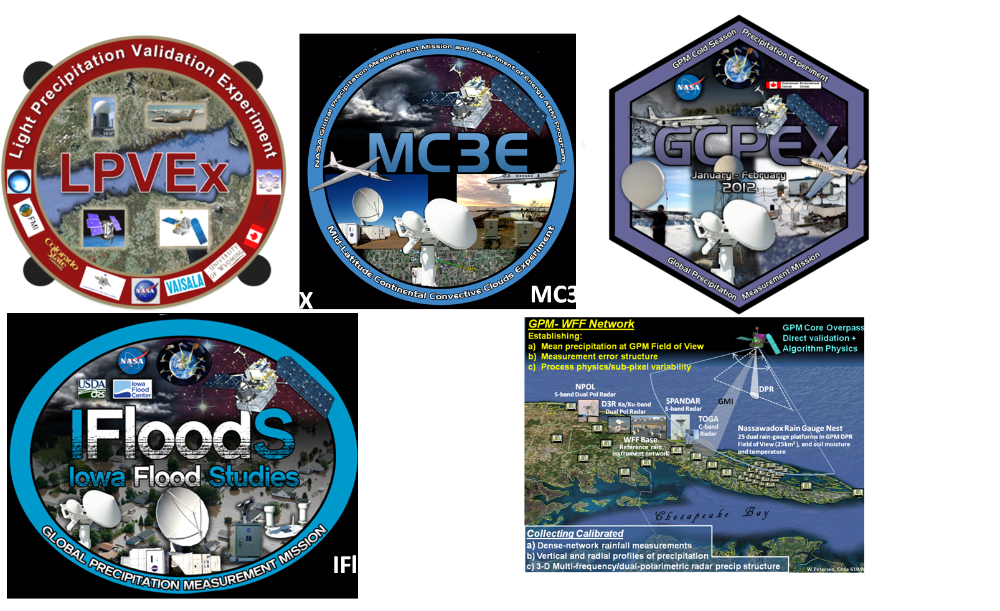 Light Precipitation Validation Experiment
LPVEx
FMI
Colorado
State
NASA
VAISALA
UNIVERSITY
OF WYOMING
X
NASA Global Precipitation Measurement Mission and Department of Energy ARM Program
MC3E
Mid-Latitude Continental Convective Clouds Experiment
MC3
GPM Cold Season Precipitation Experiment
NASA
Environment
Canada
Environnement
Canada
GCPEx
January - February
2012
Global Precipitation Measurement Mission
NASA
USDA
Iowa
Flood
Center
IFloodS
Iowa Flood Studies
GLOBAL PRECIPITATION MEASUREMENT MISSION
IFl
GPM- WFF Network
Establishing:
a) Mean precipitation at GPM Field of View
b) Measurement error structure
c) Process physics/sub-pixel variability
GPM Core Overpass
Direct validation +
Algorithm Physics
DPR
GMI
NPOL
S-band Dual Pol Radar
D3R Ka/Ku-band
Dual Pol Radar
SPANDAR
S-band Radar
TOGA
C-band
Radar
WFF Base
Reference rain
instrument network
Nassawadox Rain Gauge Nest
25 dual rain-gauge platforms in GPM DPR
Field of View (25km²), and soil moisture
and temperature
Chesapeake Bay
Collecting Calibrated
a) Dense-network rainfall measurements
b) Vertical and radial profiles of precipitation
c) 3-D Multi-frequency/dual-polarimetric radar precip structure
W. Petersen, Code 610 W